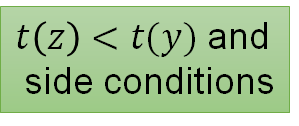 t(z) < t(y) and
side conditions